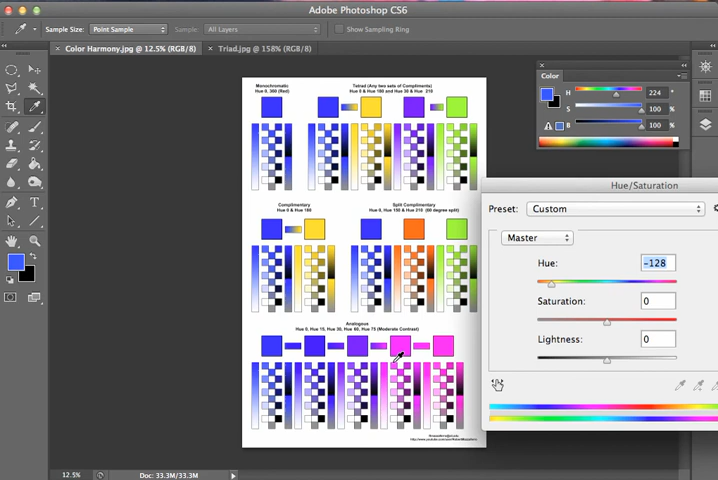 Adobe Photoshop CS6
Sample Size: Point Sample All Layers Show Sampling Ring
× Color Harmony.jpg @ 12.5% (RGB/8) × Triad.jpg @ 158% (RGB/8)
Monochromatic
Hue 0, 360 (Red)
Tetrad (Any two sets of Compliments)
Hue 0 & Hue 180 and Hue 30 & Hue 210
Complimentary
Hue 0 & Hue 180
Split Complimentary
Hue 0, Hue 150 & Hue 210 (60 degree split)
Analogous
Hue 0, Hue 15, Hue 30, Hue 60, Hue 75 (Moderate Contrast)
Color
H 224 °
S 100 %
B 100 %
Hue/Saturation
Preset: Custom
Master
Hue: -128
Saturation: 0
Lightness: 0
12.5% Doc: 33.3M/33.3M